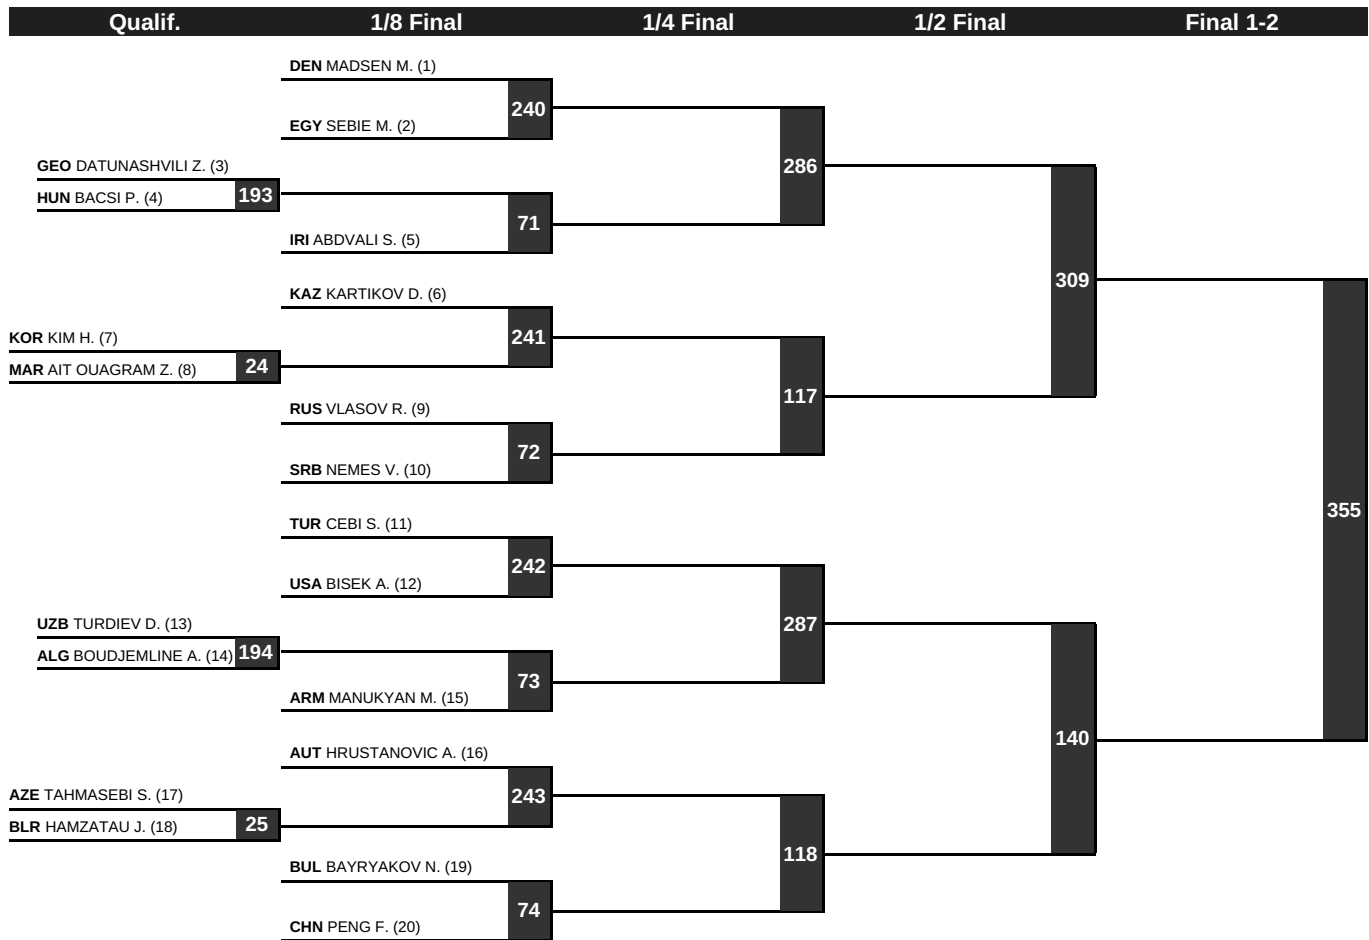 Qualif. 1/8 Final 1/4 Final 1/2 Final Final 1-2
DEN MADSEN M. (1)
240
EGY SEBIE M. (2)
286
GEO DATUNASHVILI Z. (3)
HUN BACSI P. (4) 193
71
IRI ABDVALI S. (5)
309
KAZ KARTIKOV D. (6)
241
KOR KIM H. (7)
MAR AIT OUAGRAM Z. (8) 24
117
RUS VLASOV R. (9)
72
SRB NEMES V. (10)
355
TUR CEBI S. (11)
242
USA BISEK A. (12)
287
UZB TURDIEV D. (13)
ALG BOUDJEMLINE A. (14) 194
73
ARM MANUKYAN M. (15)
140
AUT HRUSTANOVIC A. (16)
243
AZE TAHMASEBI S. (17)
BLR HAMZATAU J. (18) 25
118
BUL BAYRYAKOV N. (19)
74
CHN PENG F. (20)